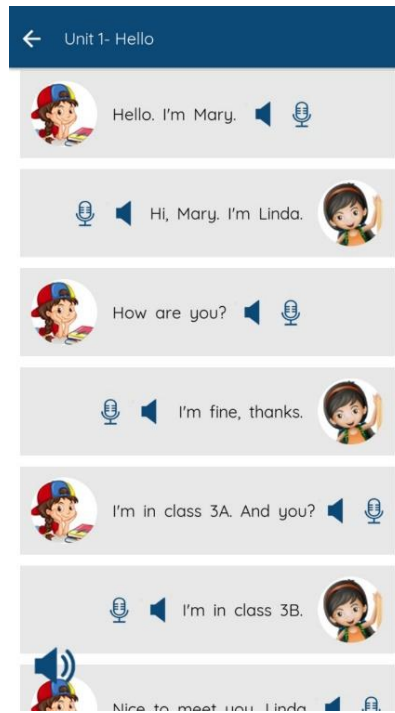 Unit 1- Hello
Hello. I'm Mary.
Hi, Mary. I'm Linda.
How are you?
I'm fine, thanks.
I'm in class 3A. And you?
I'm in class 3B.
Nice to meet you, Linda.